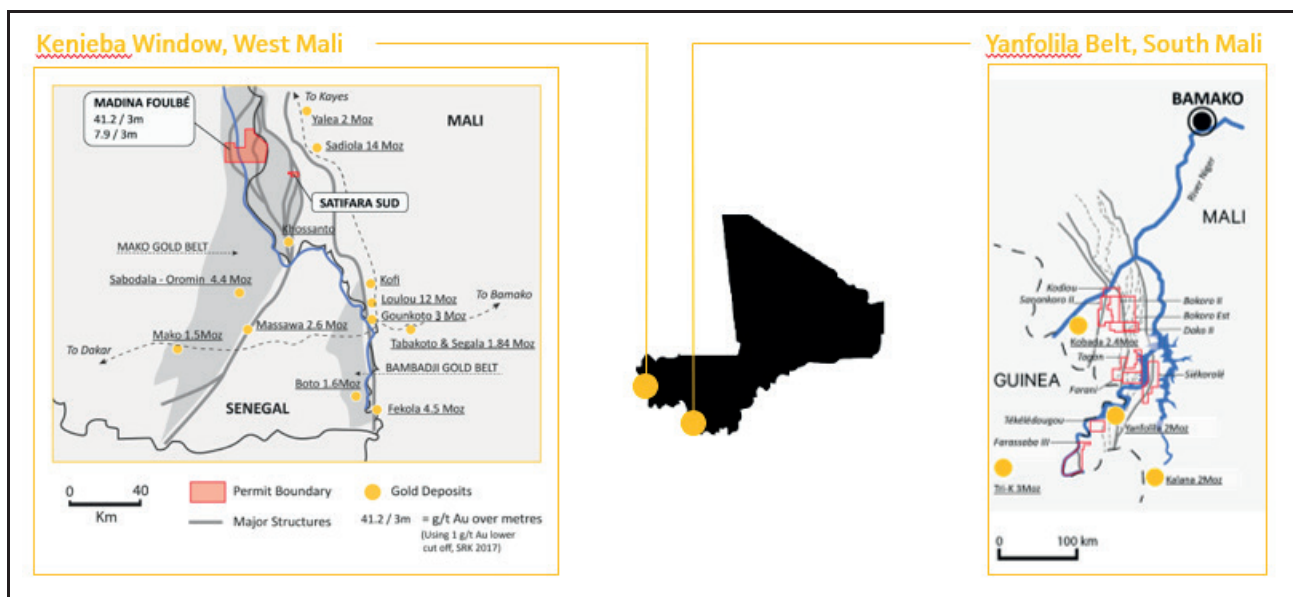 Kenieba Window, West Mali
Yanfolila Belt, South Mali
MADINA FOULBÉ
41.2 / 3m
7.9 / 3m
To Kayes
Yalea 2 Moz
MALI
Sadiola 14 Moz
SATIFARA SUD
Khossanto
MAKO GOLD BELT
Sabodala - Oromin 4.4 Moz
Kofi
Loulou 12 Moz
To Bamako
Gounkoto 3 Moz
Massawa 2.6 Moz
Mako 1.5Moz
Tabakoto & Segala 1.84 Moz
To Dakar
BAMBADJI GOLD BELT
Boto 1.6Moz
SENEGAL
Fekola 4.5 Moz
0 40
Km
Permit Boundary
Major Structures
Gold Deposits
41.2 / 3m = g/t Au over metres
(Using 1 g/t Au lower
cut off, SRK 2017)
BAMAKO
River Niger
MALI
Kodiou
Sanankoro II
Bokoro II
Bokoro Est
Dako II
Kobada 2.4Moz
Tagan
GUINEA
Farani
Siékorolé
Tékélédougou
Yanfolila 2Moz
Farassaba III
Tri-K 3Moz
Kalana 2Moz
0 100 km